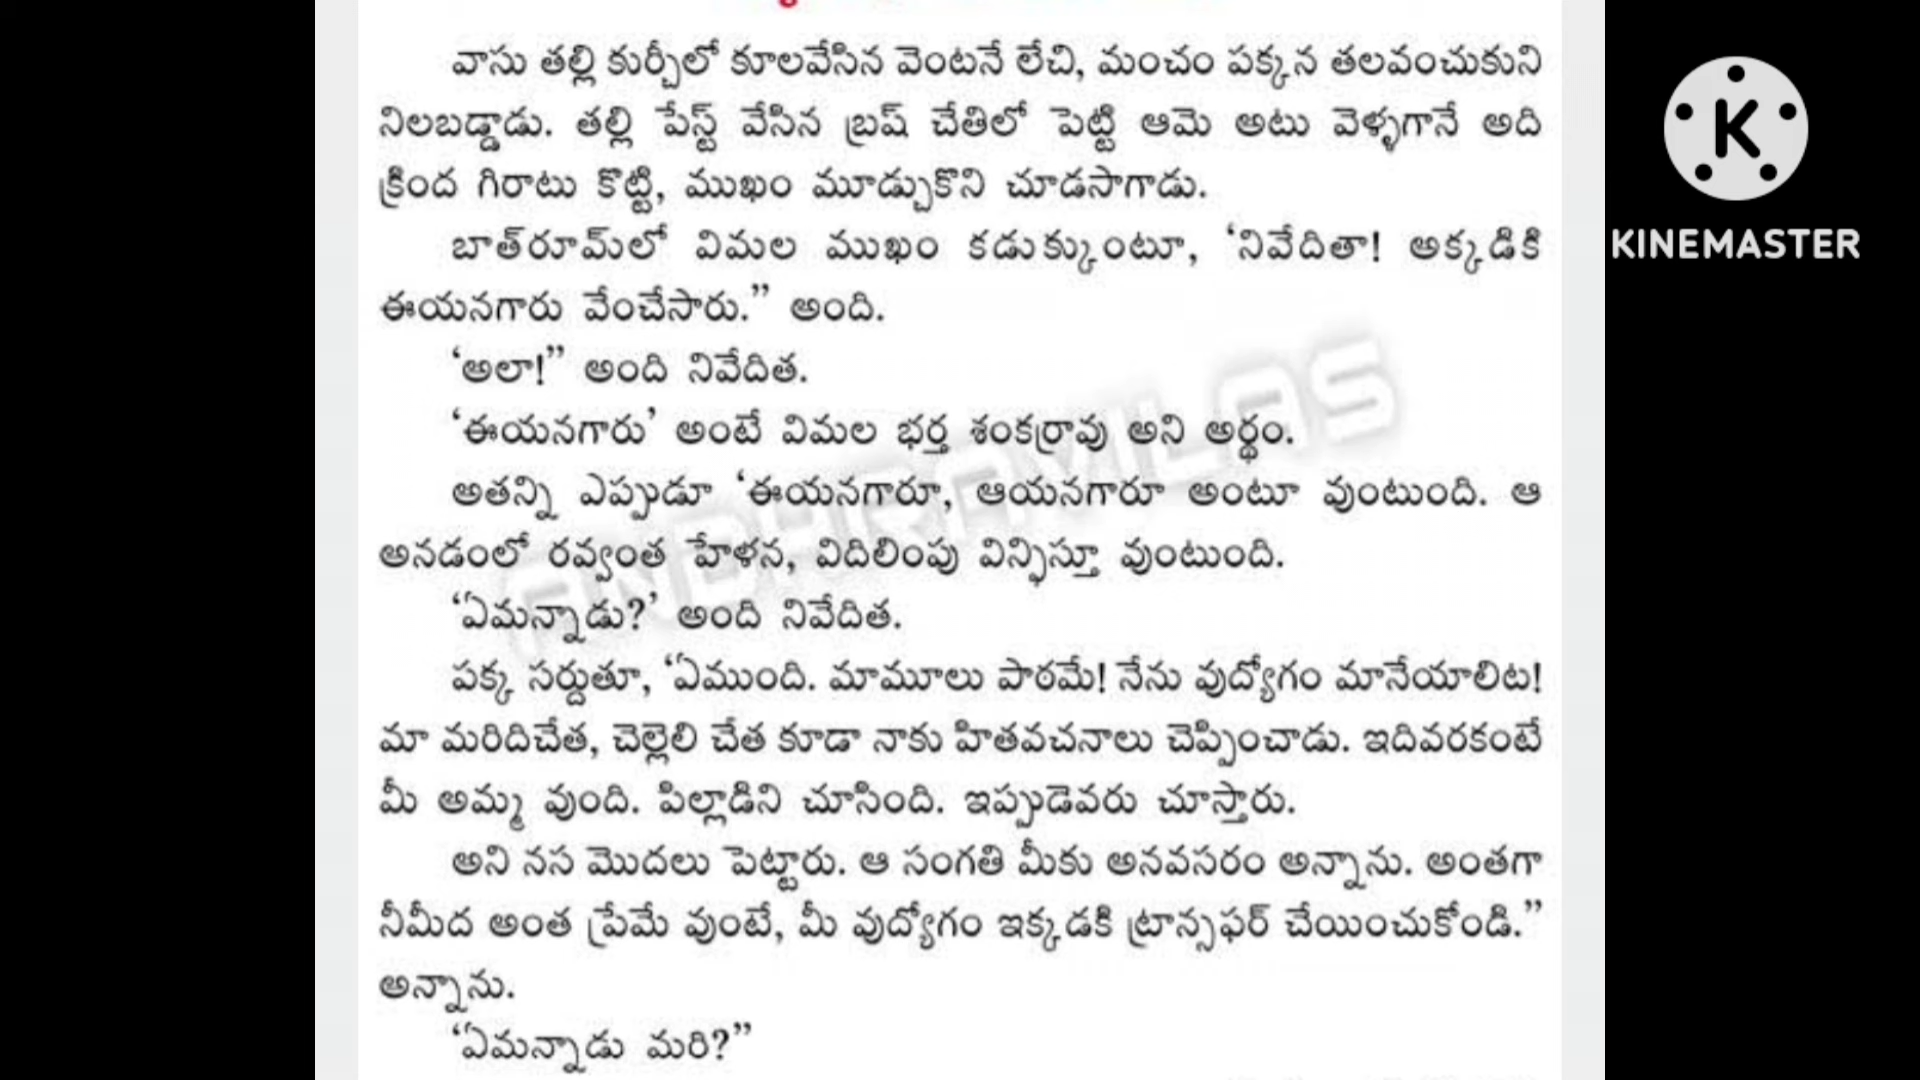 వాసు తల్లి కుర్చీలో కూలవేసిన వెంటనే లేచి, మంచం పక్కన తలవంచుకుని
నిలబడ్డాడు. తల్లి పేస్ట్ వేసిన బ్రష్ చేతిలో పెట్టి ఆమె అటు వెళ్ళగానే అది
క్రింద గిరాటు కొట్టి, ముఖం మూడ్చుకొని చూడసాగాడు.
బాత్‌రూమ్‌లో విమల ముఖం కడుక్కుంటూ, ‘నివేదితా! అక్కడికి
ఈయనగారు వేంచేసారు.” అంది.
‘అలా!” అంది నివేదిత.
‘ఈయనగారు’ అంటే విమల భర్త శంకర్రావు అని అర్థం.
అతన్ని ఎప్పుడూ ‘ఈయనగారూ, ఆయనగారూ అంటూ వుంటుంది. ఆ
అనడంలో రవ్వంత హేళన, విదిలింపు విన్పిస్తూ వుంటుంది.
‘ఏమన్నాడు?’ అంది నివేదిత.
పక్క సర్దుతూ, ‘ఏముంది. మామూలు పాఠమే! నేను వుద్యోగం మానేయాలిట!
మా మరిదిచేత, చెల్లెలి చేత కూడా నాకు హితవచనాలు చెప్పించాడు. ఇదివరకంటే
మీ అమ్మ వుంది. పిల్లాడిని చూసింది. ఇప్పుడెవరు చూస్తారు.
అని నస మొదలు పెట్టారు. ఆ సంగతి మీకు అనవసరం అన్నాను. అంతగా
నీమీద అంత ప్రేమే వుంటే, మీ వుద్యోగం ఇక్కడకి ట్రాన్సఫర్ చేయించుకోండి.”
అన్నాను.
‘ఏమన్నాడు మరి?”
ANDHRAVILAS
K
KINEMASTER